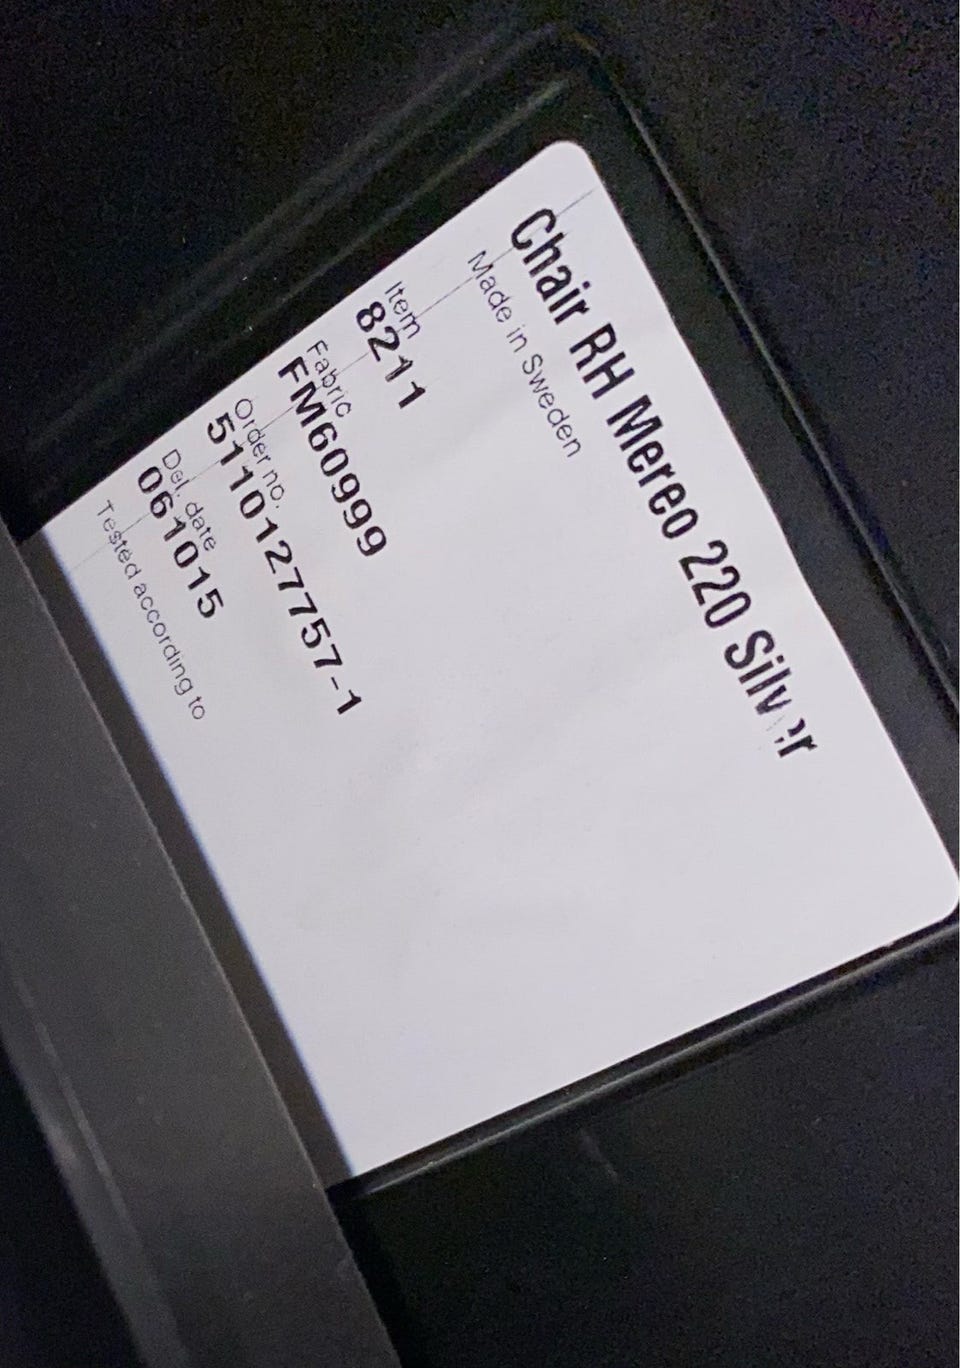 Chair RH Mereo 220 Silver
Made in Sweden
Item
8211
Fabric
FM60999
Order no.
5110127757-1
Del. date
061015
Tested according to